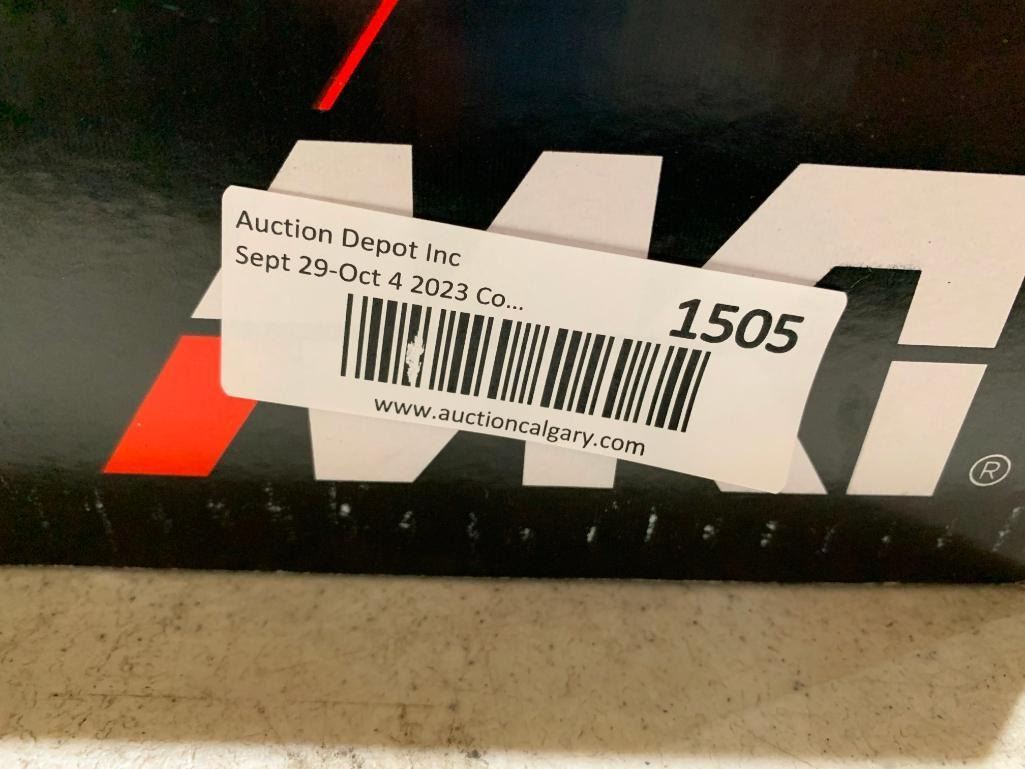 Auction Depot Inc
Sept 29-Oct 4 2023 Co...
1505
www.auctioncalgary.com
®